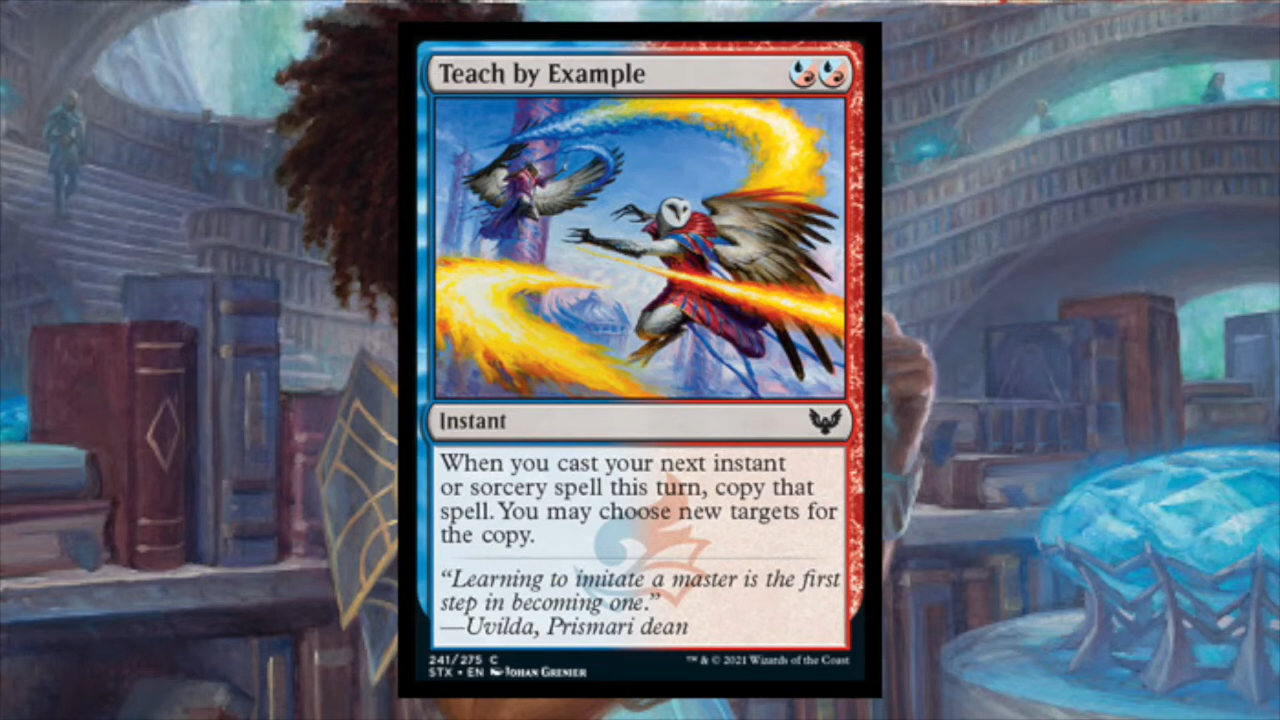 Teach by Example
Instant
When you cast your next instant
or sorcery spell this turn, copy that
spell. You may choose new targets for
the copy.
“Learning to imitate a master is the first
step in becoming one.”
—Uvilda, Prismari dean
241/275 C
STX • EN Johan Grenier
™ & © 2021 Wizards of the Coast